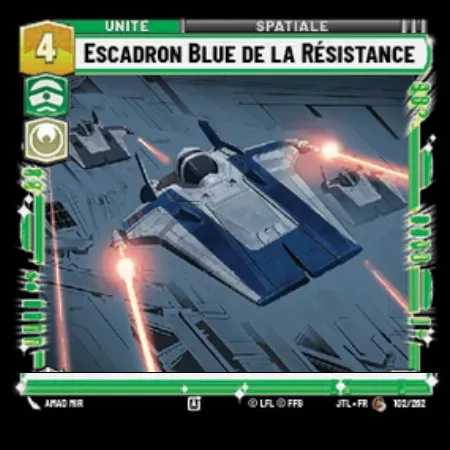 UNITÉ
SPATIALE
4
ESCADRON BLUE DE LA RÉSISTANCE
AMAD MIR
A
© LFL © FFG
JTL • FR
102/262